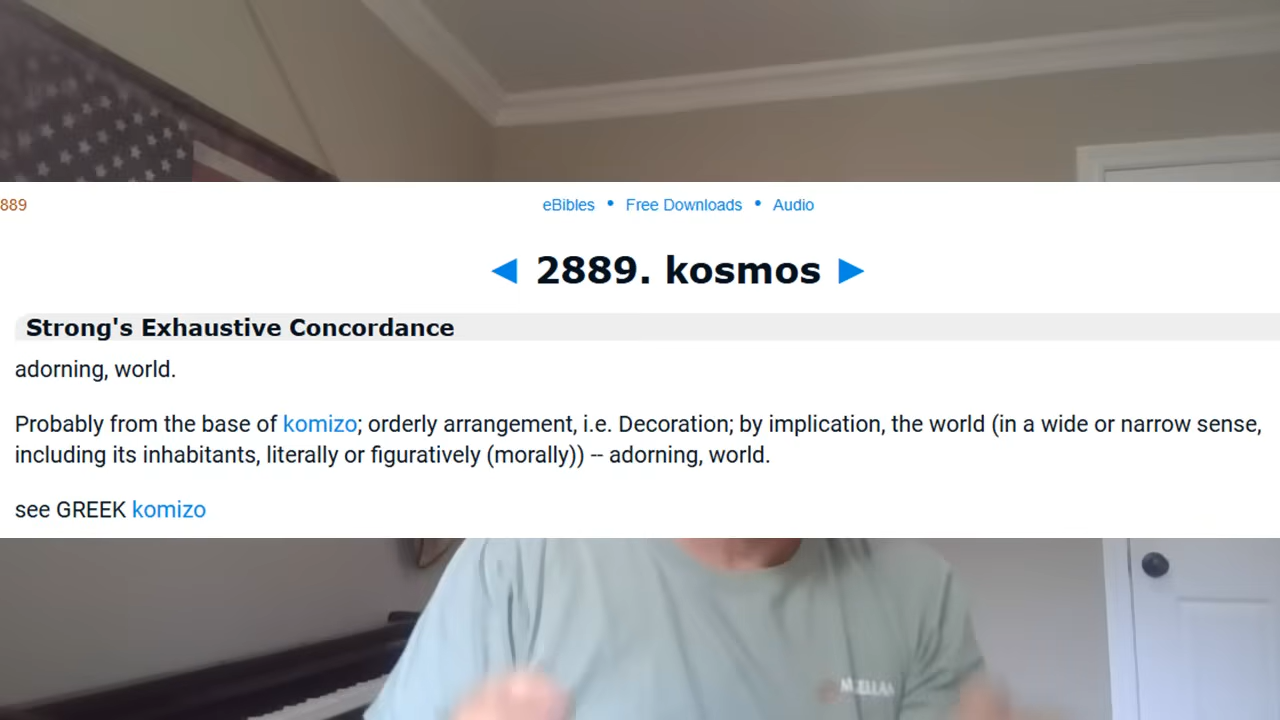 889
eBibles • Free Downloads • Audio
◄ 2889. kosmos ►
Strong's Exhaustive Concordance
adorning, world.
Probably from the base of komizo; orderly arrangement, i.e. Decoration; by implication, the world (in a wide or narrow sense,
including its inhabitants, literally or figuratively (morally)) -- adorning, world.
see GREEK komizo